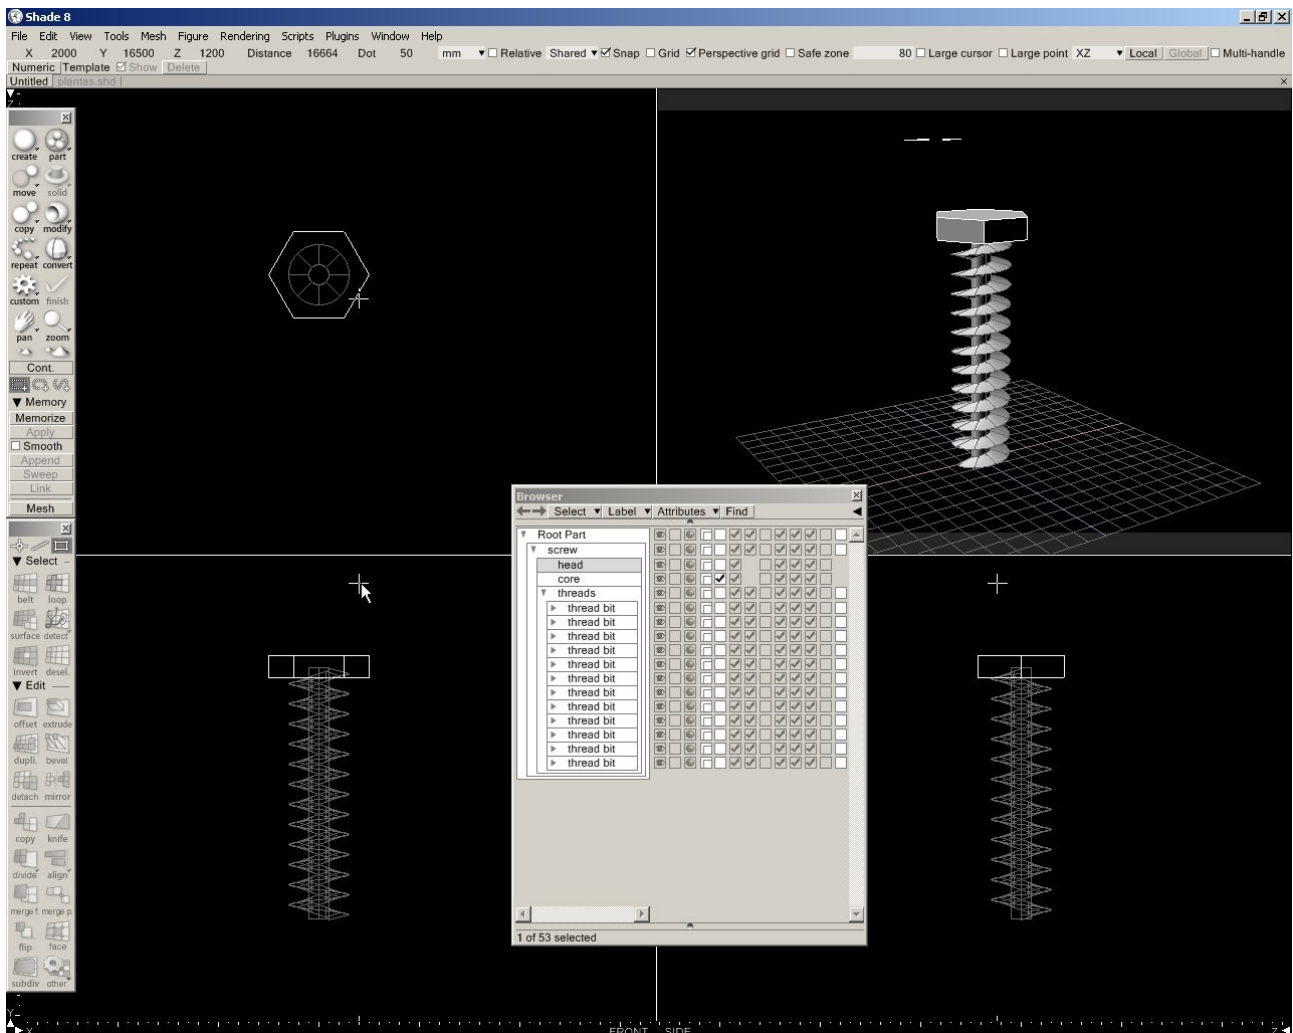 Shade 8
File Edit View Tools Mesh Figure Rendering Scripts Plugins Window Help
X 2000 Y 16500 Z 1200 Distance 16664 Dot 50 mm Relative Shared Snap Grid Perspective grid Safe zone 80 Large cursor Large point XZ Local Global Multi-handle
Numeric Template Show Delete
Untitled plantas.shd
create part
move solid
copy modify
repeat convert
custom finish
pan zoom
Cont.
Memory
Memorize
Apply
Smooth
Append
Sweep
Link
Mesh
Select
belt loop
surface detect
invert desel.
Edit
offset extrude
dupli. bevel
detach mirror
copy knife
divide align
merge f. merge p.
flip face
subdiv other
Browser
Select Label Attributes Find
Root Part
screw
head
core
threads
thread bit
thread bit
thread bit
thread bit
thread bit
thread bit
thread bit
thread bit
thread bit
thread bit
thread bit
thread bit
1 of 53 selected
Y
X FRONT SIDE Z